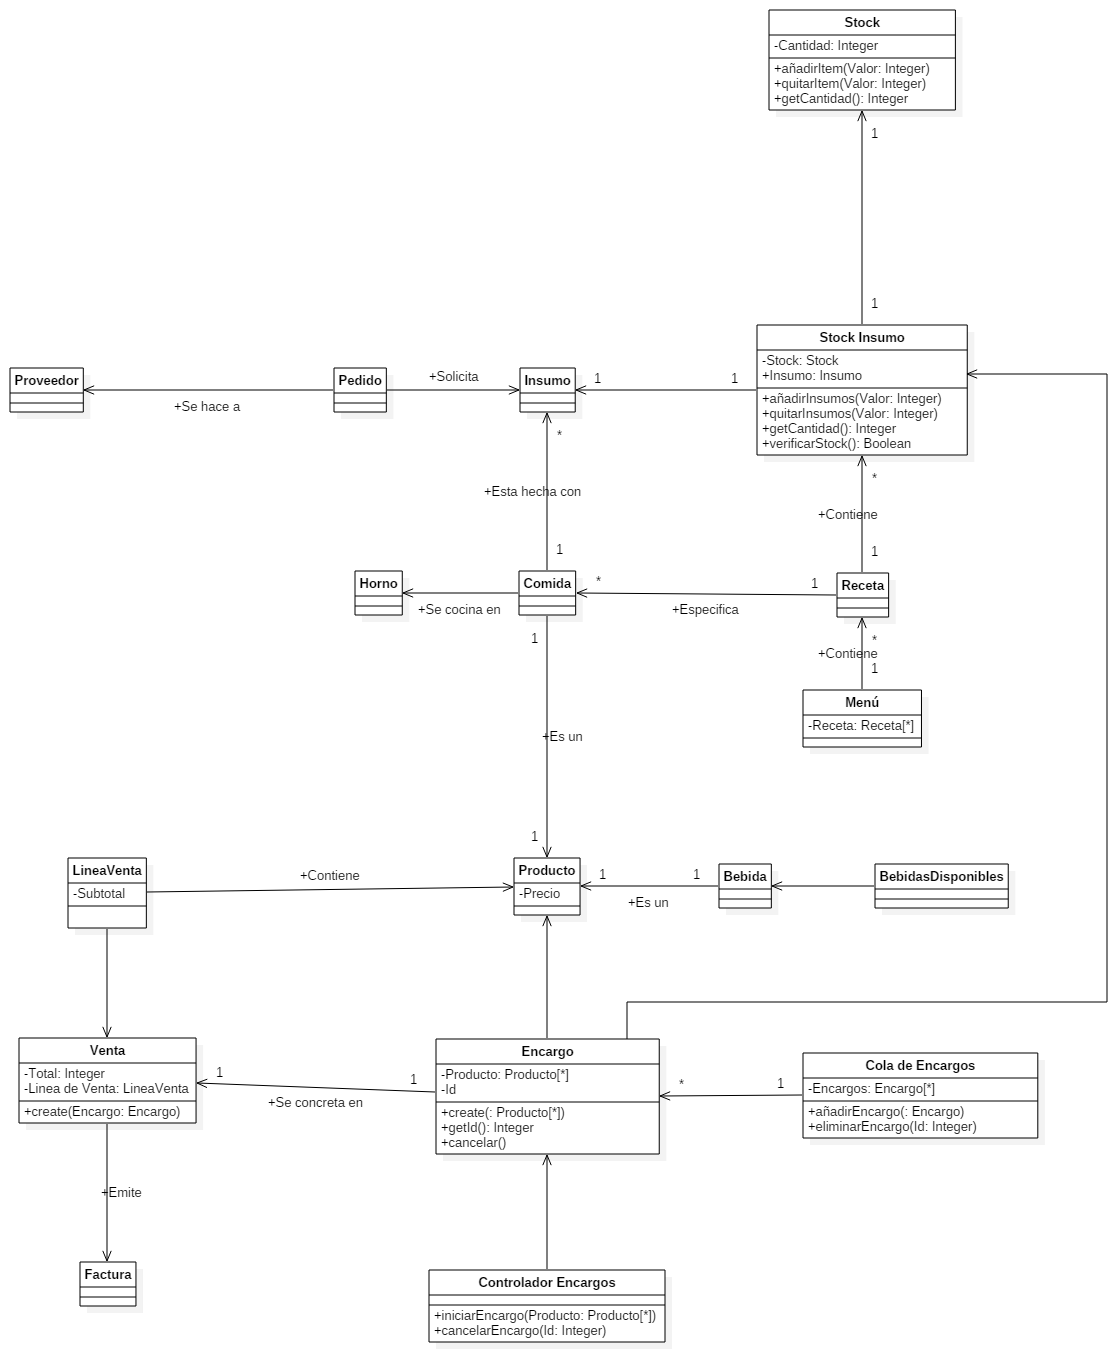 Stock
-Cantidad: Integer
+añadirItem(Valor: Integer)
+quitarItem(Valor: Integer)
+getCantidad(): Integer
1
1
Stock Insumo
-Stock: Stock
+Insumo: Insumo
+añadirInsumos(Valor: Integer)
+quitarInsumos(Valor: Integer)
+getCantidad(): Integer
+verificarStock(): Boolean
Proveedor
+Se hace a
Pedido
+Solicita
Insumo
1
1
*
+Esta hecha con
1
*
+Contiene
1
Horno
+Se cocina en
Comida
*
+Especifica
1
Receta
*
+Contiene
1
Menú
-Receta: Receta[*]
1
+Es un
1
LineaVenta
-Subtotal
+Contiene
Producto
-Precio
1
+Es un
1
Bebida
BebidasDisponibles
Venta
-Total: Integer
-Linea de Venta: LineaVenta
+create(Encargo: Encargo)
1
+Se concreta en
1
Encargo
-Producto: Producto[*]
-Id
+create(: Producto[*])
+getId(): Integer
+cancelar()
*
1
Cola de Encargos
-Encargos: Encargo[*]
+añadirEncargo(: Encargo)
+eliminarEncargo(Id: Integer)
+Emite
Factura
Controlador Encargos
+iniciarEncargo(Producto: Producto[*])
+cancelarEncargo(Id: Integer)